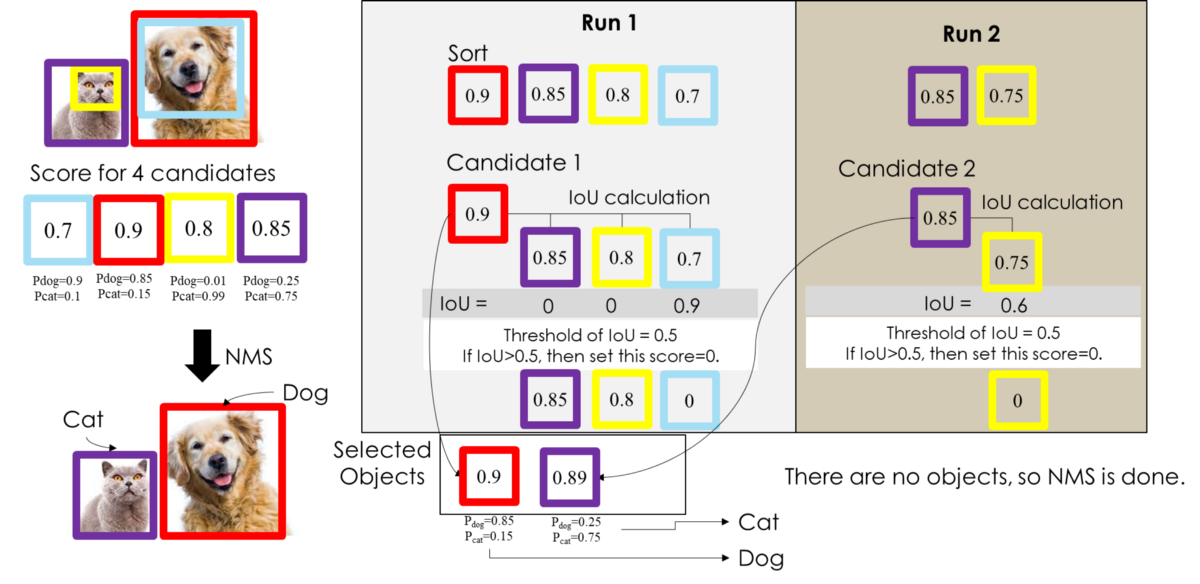 Score for 4 candidates
0.7 0.9 0.8 0.85
Pdog=0.9 Pdog=0.85 Pdog=0.01 Pdog=0.25
Pcat=0.1 Pcat=0.15 Pcat=0.99 Pcat=0.75
NMS
Dog
Cat
Run 1
Sort
0.9 0.85 0.8 0.7
Candidate 1
IoU calculation
0.9
0.85 0.8 0.7
IoU = 0 0 0.9
Threshold of IoU = 0.5
If IoU>0.5, then set this score=0.
0.85 0.8 0
Run 2
0.85 0.75
Candidate 2
IoU calculation
0.85
0.75
IoU = 0.6
Threshold of IoU = 0.5
If IoU>0.5, then set this score=0.
0
Selected
Objects
0.9 0.89
Pdog=0.85 Pdog=0.25
Pcat=0.15 Pcat=0.75
Cat
Dog
There are no objects, so NMS is done.